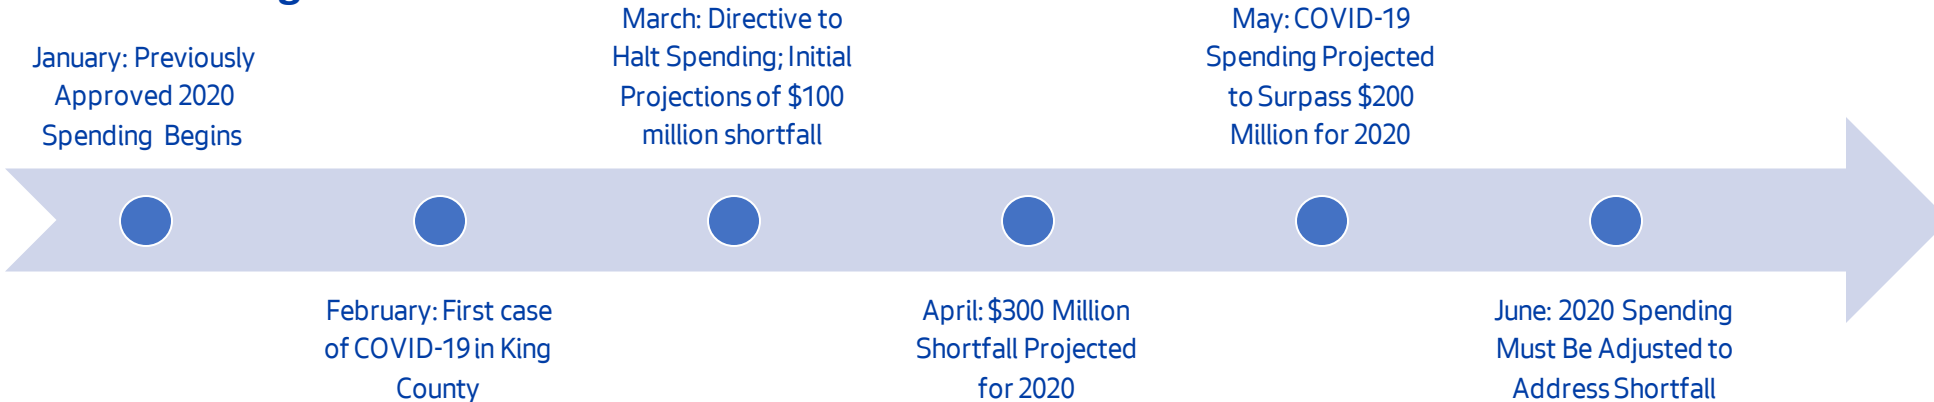 January: Previously
Approved 2020
Spending Begins
February: First case
of COVID-19 in King
County
March: Directive to
Halt Spending; Initial
Projections of $100
million shortfall
April: $300 Million
Shortfall Projected
for 2020
May: COVID-19
Spending Projected
to Surpass $200
Million for 2020
June: 2020 Spending
Must Be Adjusted to
Address Shortfall